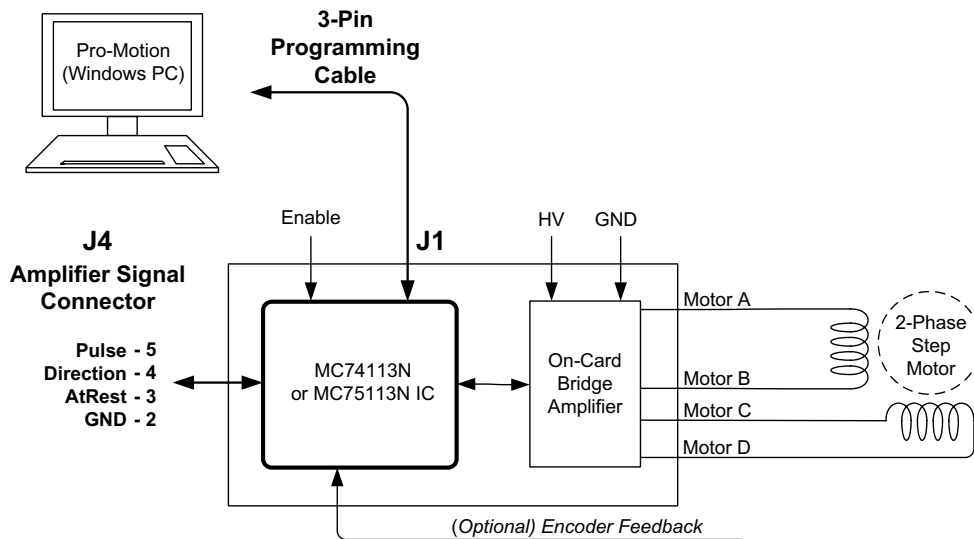 Pro-Motion
(Windows PC)
3-Pin
Programming
Cable
Enable
J1
HV
GND
J4
Amplifier Signal
Connector
Pulse - 5
Direction - 4
AtRest - 3
GND - 2
MC74113N
or MC75113N IC
On-Card
Bridge
Amplifier
Motor A
Motor B
Motor C
Motor D
2-Phase
Step
Motor
(Optional) Encoder Feedback